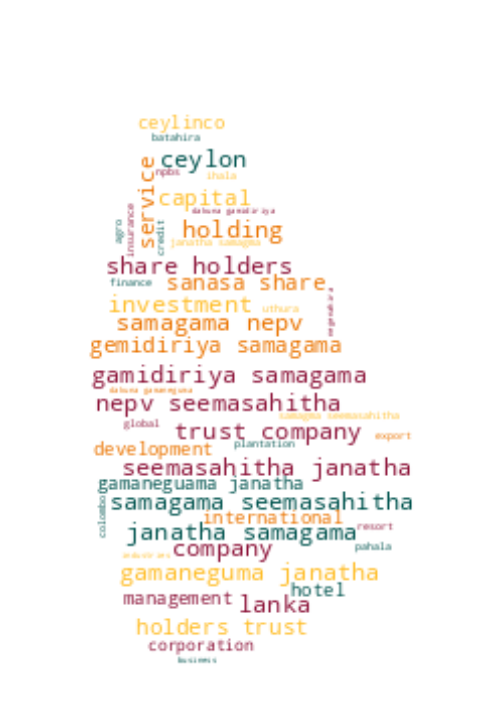 ceylinco
batahira
ceylon
npbs
service
ihala
capital
dakuna gamidiriya
insurance
agro
credit
holding
janatha samagama
share holders
finance
sanasa share
investment
uthura
samagama nepv
gemidiriya samagama
gamidiriya samagama
dakuna gamaneguma
nepv seemasahitha
samagma seemasahitha
global
trust company
export
development
plantation
seemasahitha janatha
gamaneguama janatha
colombo
samagama seemasahitha
international
janatha samagama
resort
company
pahala
industries
gamaneguma janatha
hotel
management
lanka
holders trust
corporation
business